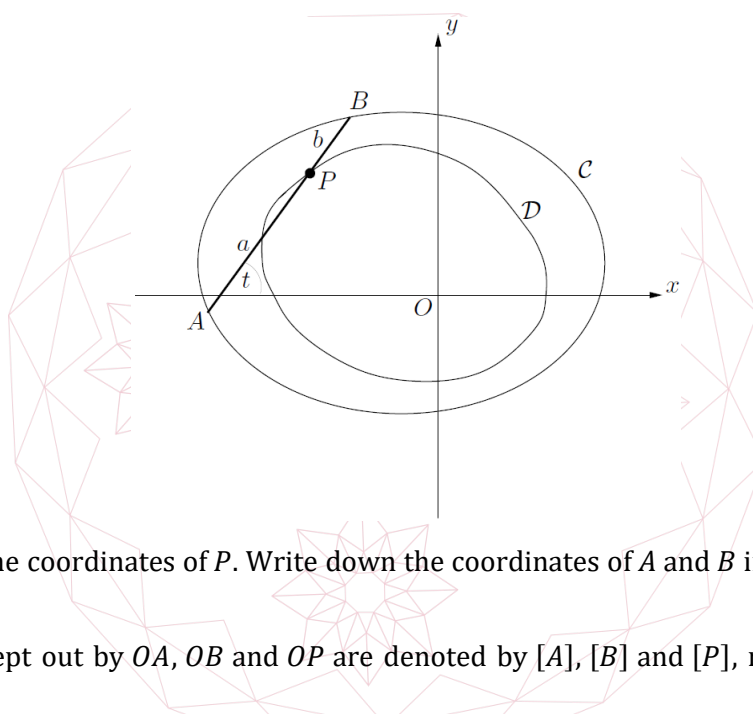 y
B
b
P
C
D
a
t
x
O
A
he coordinates of P. Write down the coordinates of A and B i
ept out by OA, OB and OP are denoted by [A], [B] and [P], r